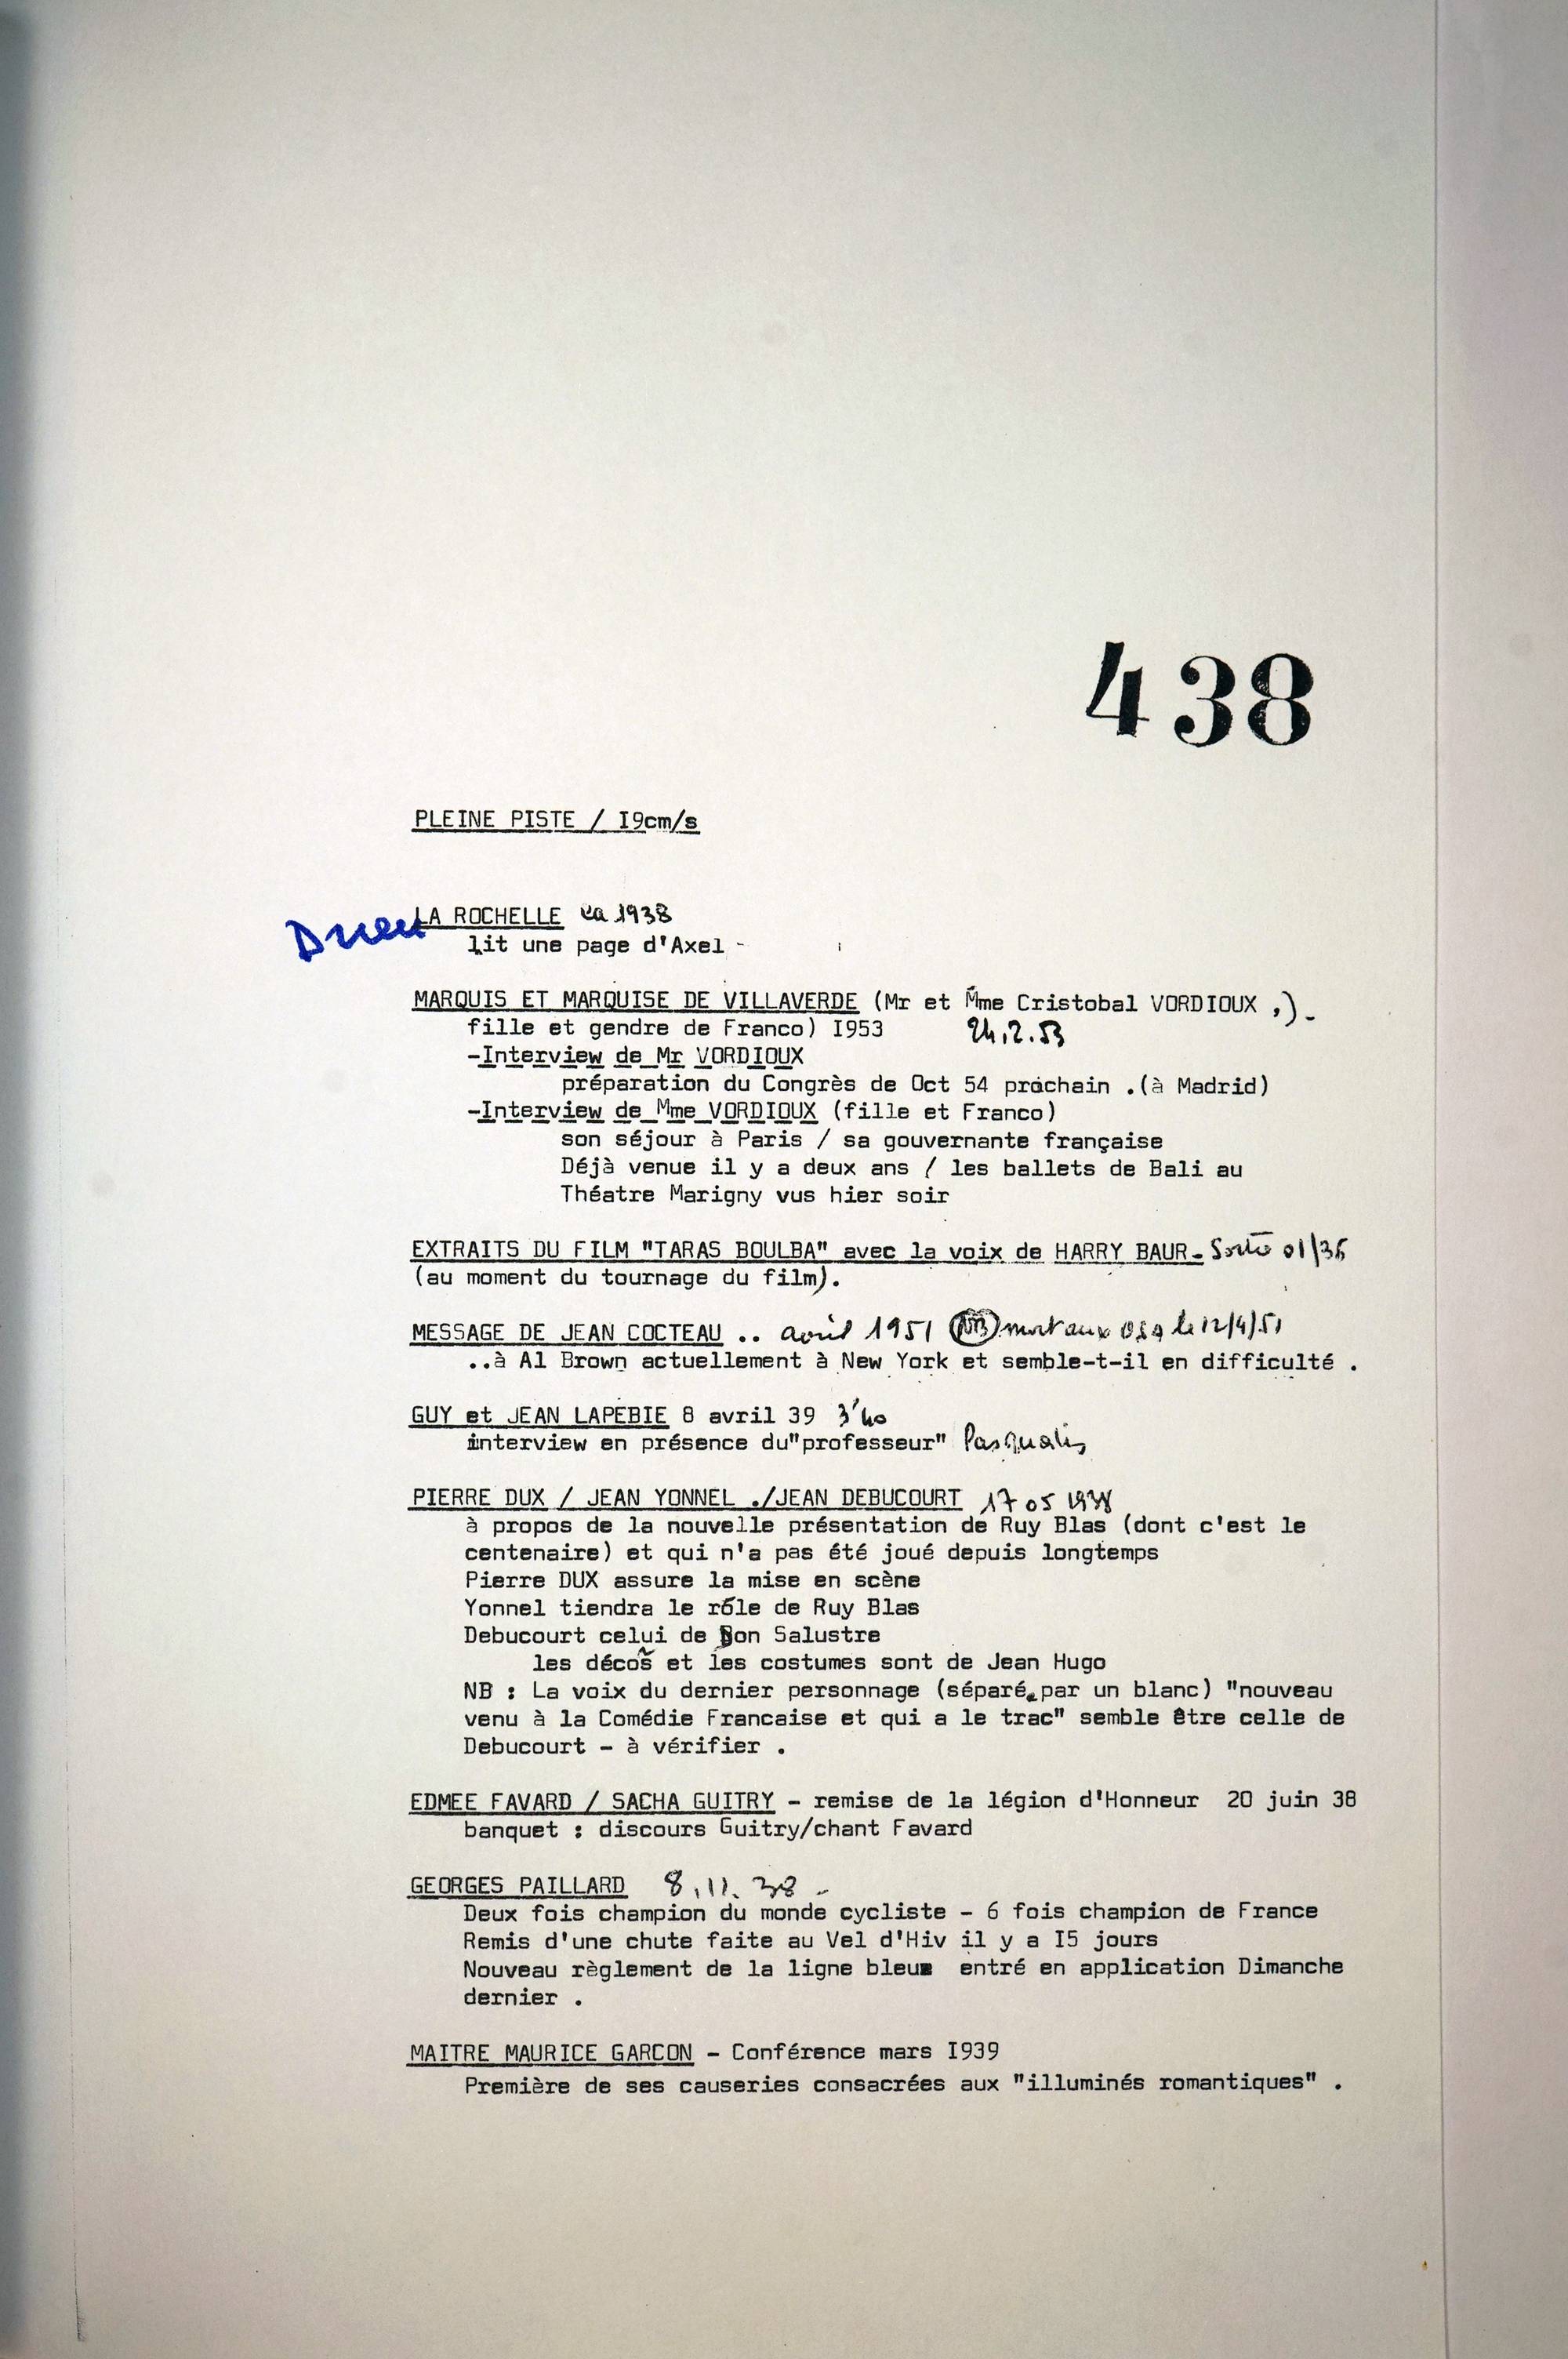 438
PLEINE PISTE / I9cm/s
Drieu LA ROCHELLE ca 1938
lit une page d'Axel -
MARQUIS ET MARQUISE DE VILLAVERDE (Mr et Mme Cristobal VORDIOUX ,)-
fille et gendre de Franco) I953 24.2.53
-Interview de Mr VORDIOUX
préparation du Congrès de Oct 54 prochain .(à Madrid)
-Interview de Mme VORDIOUX (fille et Franco)
son séjour à Paris / sa gouvernante française
Déjà venue il y a deux ans / les ballets de Bali au
Théatre Marigny vus hier soir
EXTRAITS DU FILM "TARAS BOULBA" avec la voix de HARRY BAUR - Sortie 01/36
(au moment du tournage du film).
MESSAGE DE JEAN COCTEAU .. avril 1951 (NB) mort aux USA le 12/4/51
..à Al Brown actuellement à New York et semble-t-il en difficulté .
GUY et JEAN LAPEBIE 8 avril 39 3'40
interview en présence du"professeur" Pasqualis
PIERRE DUX / JEAN YONNEL ./JEAN DEBUCOURT 17 05 1938
à propos de la nouvelle présentation de Ruy Blas (dont c'est le
centenaire) et qui n'a pas été joué depuis longtemps
Pierre DUX assure la mise en scène
Yonnel tiendra le rôle de Ruy Blas
Debucourt celui de Don Salustre
les décors et les costumes sont de Jean Hugo
NB : La voix du dernier personnage (séparée par un blanc) "nouveau
venu à la Comédie Francaise et qui a le trac" semble être celle de
Debucourt - à vérifier .
EDMEE FAVARD / SACHA GUITRY - remise de la légion d'Honneur 20 juin 38
banquet : discours Guitry/chant Favard
GEORGES PAILLARD 8.11.38 -
Deux fois champion du monde cycliste - 6 fois champion de France
Remis d'une chute faite au Vel d'Hiv il y a I5 jours
Nouveau règlement de la ligne bleue entré en application Dimanche
dernier .
MAITRE MAURICE GARCON - Conférence mars I939
Première de ses causeries consacrées aux "illuminés romantiques" .